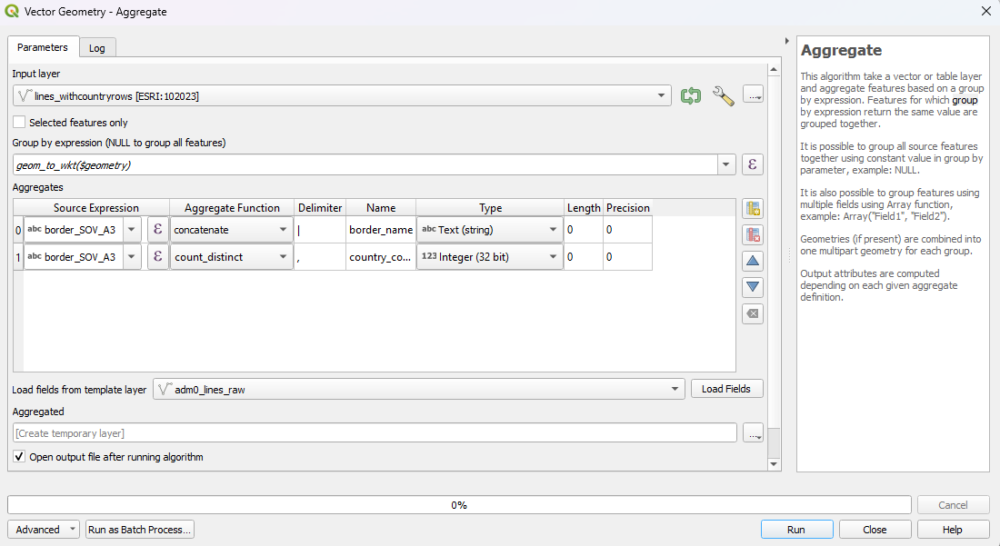 Vector Geometry - Aggregate
Parameters
Log
Input layer
lines_withcountryrows [ESRI:102023]
...
Selected features only
Group by expression (NULL to group all features)
geom_to_wkt($geometry)
ε
Aggregates
Source Expression Aggregate Function Delimiter Name Type Length Precision
0 abc border_SOV_A3 ε concatenate | border_name abc Text (string) 0 0
1 abc border_SOV_A3 ε count_distinct , country_co... 123 Integer (32 bit) 0 0
Load fields from template layer
adm0_lines_raw
Load Fields
Aggregated
[Create temporary layer]
...
Open output file after running algorithm
Aggregate
This algorithm take a vector or table layer
and aggregate features based on a group
by expression. Features for which group
by expression return the same value are
grouped together.
It is possible to group all source features
together using constant value in group by
parameter, example: NULL.
It is also possible to group features using
multiple fields using Array function,
example: Array("Field1", "Field2").
Geometries (if present) are combined into
one multipart geometry for each group.
Output attributes are computed
depending on each given aggregate
definition.
0%
Cancel
Advanced
Run as Batch Process...
Run
Close
Help